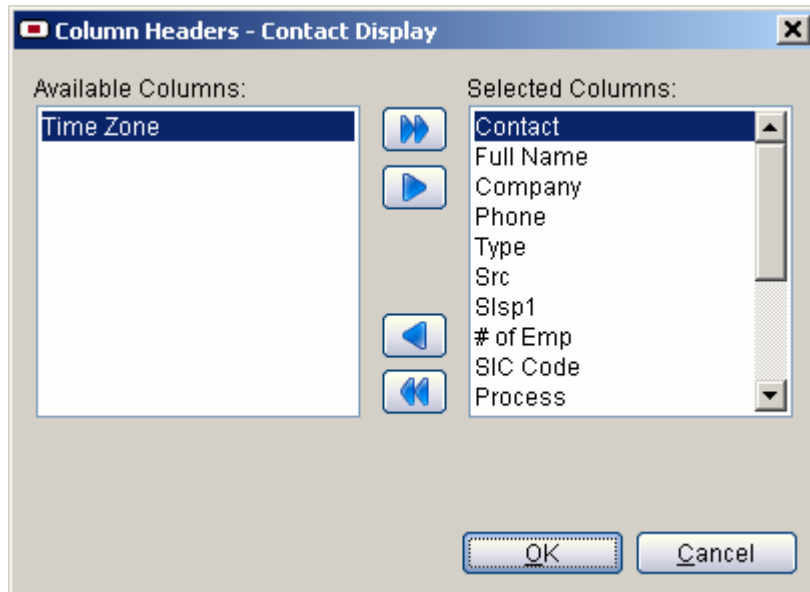 Column Headers - Contact Display
Available Columns:
Time Zone
Selected Columns:
Contact
Full Name
Company
Phone
Type
Src
Slsp1
# of Emp
SIC Code
Process
OK
Cancel